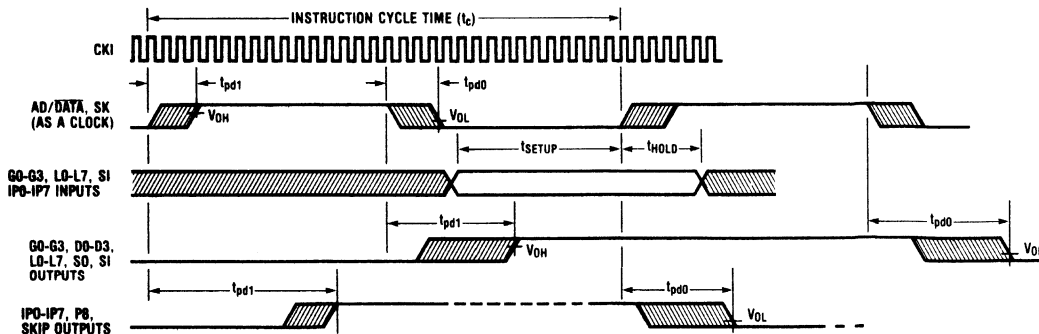 INSTRUCTION CYCLE TIME (tc)
CKI
tpd1
tpd0
AD/DATA, SK
(AS A CLOCK)
VOH
VOL
tSETUP
tHOLD
G0-G3, L0-L7, SI
IP0-IP7 INPUTS
tpd1
tpd0
G0-G3, D0-D3,
L0-L7, SO, SI
OUTPUTS
VOH
VOL
tpd1
tpd0
IP0-IP7, P8,
SKIP OUTPUTS
VOL